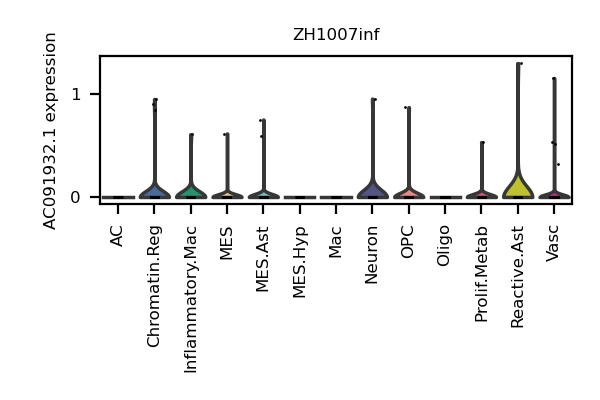 ZH1007inf
AC091932.1 expression
1
0
AC
Chromatin.Reg
Inflammatory.Mac
MES
MES.Ast
MES.Hyp
Mac
Neuron
OPC
Oligo
Prolif.Metab
Reactive.Ast
Vasc